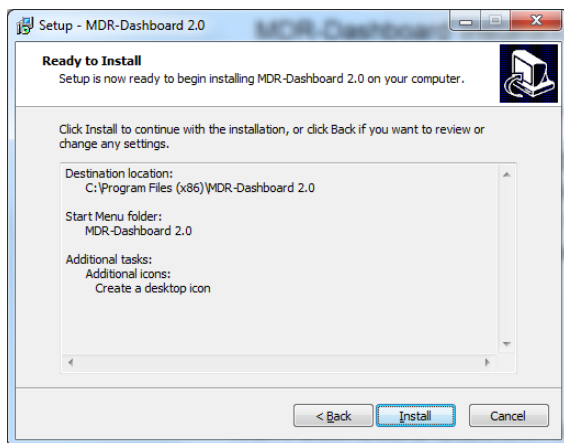 Setup - MDR-Dashboard 2.0
Ready to Install
Setup is now ready to begin installing MDR-Dashboard 2.0 on your computer.
Click Install to continue with the installation, or click Back if you want to review or
change any settings.
Destination location:
C:\Program Files (x86)\MDR-Dashboard 2.0
Start Menu folder:
MDR-Dashboard 2.0
Additional tasks:
Additional icons:
Create a desktop icon
< Back
Install
Cancel